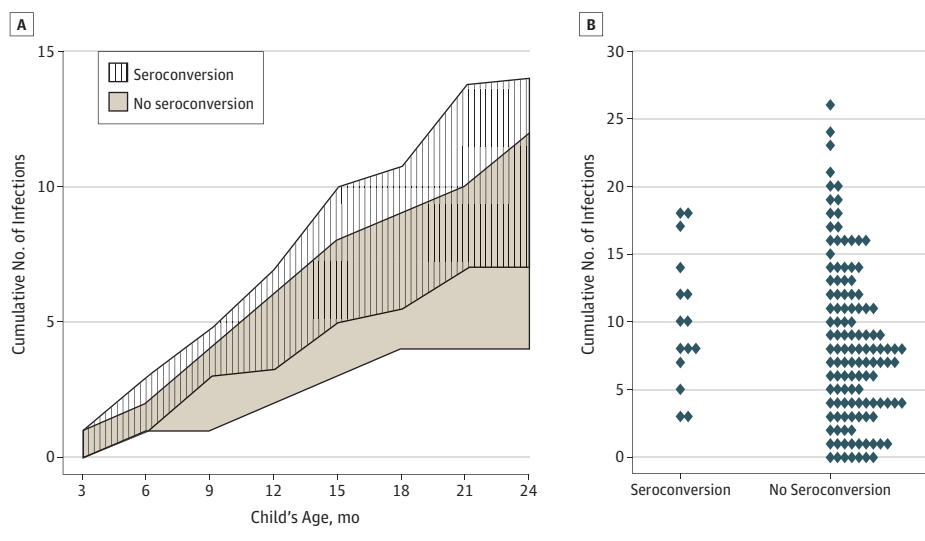 A
Cumulative No. of Infections
15
10
5
0
Seroconversion
No seroconversion
3 6 9 12 15 18 21 24
Child's Age, mo
B
Cumulative No. of Infections
30
25
20
15
10
5
0
Seroconversion No Seroconversion